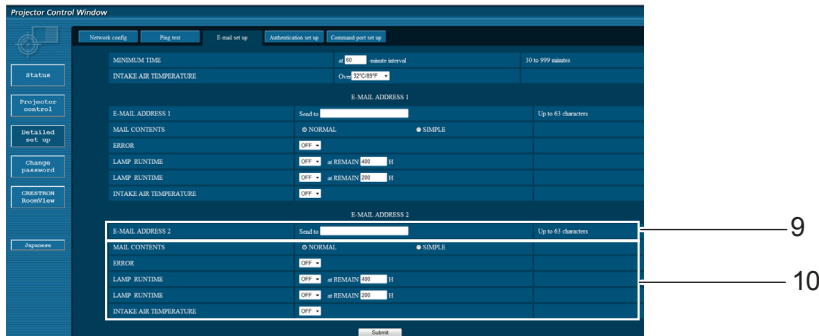 Projector Control Window
Network config Ping test E-mail set up Authentication set up Command port set up
MINIMUM TIME at 60 -minute interval 30 to 999 minutes
INTAKE AIR TEMPERATURE Over 32°C/89°F
Status
E-MAIL ADDRESS 1
Projector control
E-MAIL ADDRESS 1 Send to Up to 63 characters
MAIL CONTENTS NORMAL SIMPLE
Detailed set up
ERROR OFF
LAMP RUNTIME OFF at REMAIN 400 H
Change password
LAMP RUNTIME OFF at REMAIN 200 H
INTAKE AIR TEMPERATURE OFF
CRESTRON RoomView
E-MAIL ADDRESS 2
E-MAIL ADDRESS 2 Send to Up to 63 characters 9
Japanese
MAIL CONTENTS NORMAL SIMPLE
ERROR OFF
LAMP RUNTIME OFF at REMAIN 400 H 10
LAMP RUNTIME OFF at REMAIN 200 H
INTAKE AIR TEMPERATURE OFF
Submit